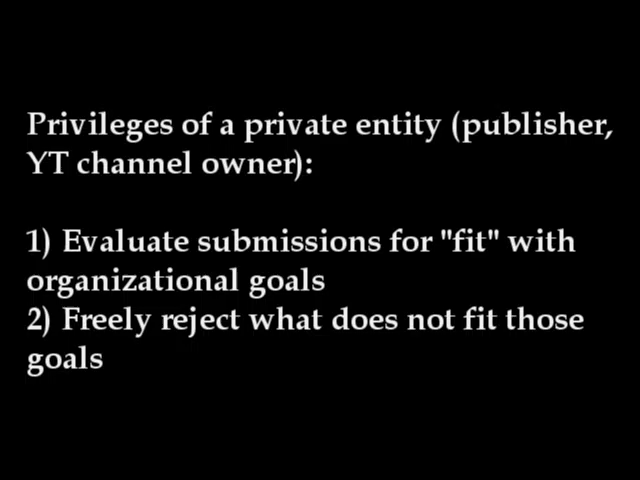 Privileges of a private entity (publisher,
YT channel owner):
1) Evaluate submissions for "fit" with
organizational goals
2) Freely reject what does not fit those
goals